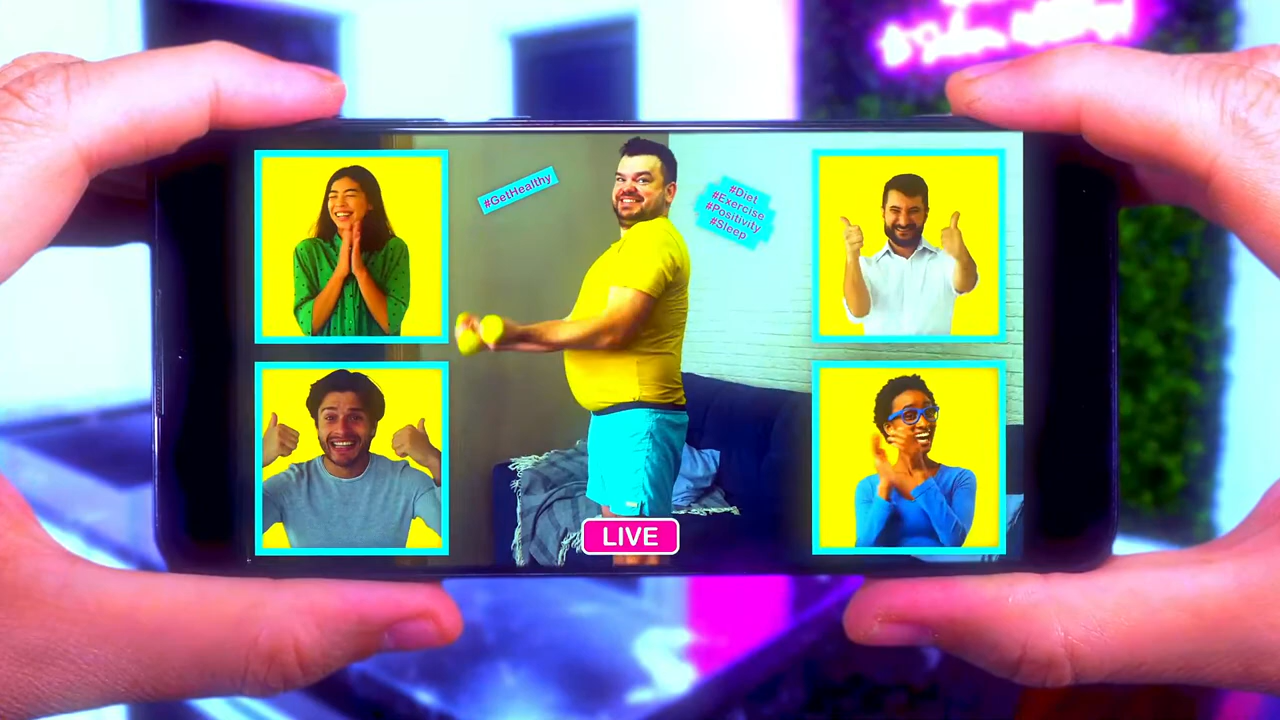 #GetHealthy
#Diet
#Exercise
#Positivity
#Sleep
LIVE